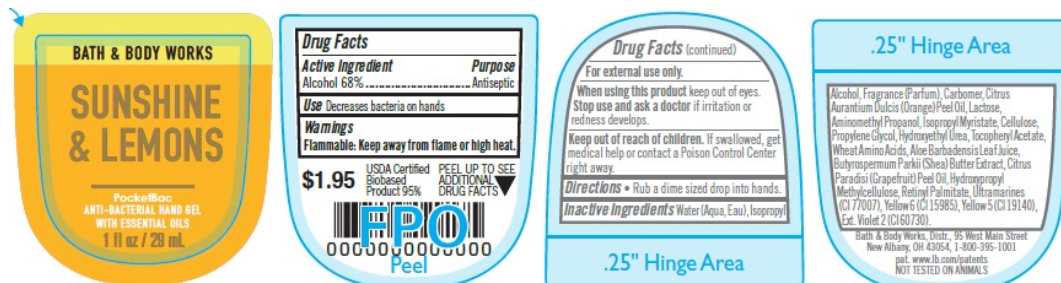 BATH & BODY WORKS
SUNSHINE
& LEMONS
PocketBac
ANTI-BACTERIAL HAND GEL
WITH ESSENTIAL OILS
1 fl oz / 29 mL
Drug Facts
Active Ingredient Purpose
Alcohol 68%..........................Antiseptic
Use Decreases bacteria on hands
Warnings
Flammable: Keep away from flame or high heat.
$1.95
USDA Certified
Biobased
Product 95%
PEEL UP TO SEE
ADDITIONAL
DRUG FACTS
FPO
0000000000000
Peel
Drug Facts (continued)
For external use only.
When using this product keep out of eyes.
Stop use and ask a doctor if irritation or
redness develops.
Keep out of reach of children. If swallowed, get
medical help or contact a Poison Control Center
right away.
Directions • Rub a dime sized drop into hands.
Inactive Ingredients Water (Aqua, Eau), Isopropyl
.25" Hinge Area
.25" Hinge Area
Alcohol, Fragrance (Parfum), Carbomer, Citrus
Aurantium Dulcis (Orange) Peel Oil, Lactose,
Aminomethyl Propanol, Isopropyl Myristate, Cellulose,
Propylene Glycol, Hydroxyethyl Urea, Tocopheryl Acetate,
Wheat Amino Acids, Aloe Barbadensis Leaf Juice,
Butyrospermum Parkii (Shea) Butter Extract, Citrus
Paradisi (Grapefruit) Peel Oil, Hydroxypropyl
Methylcellulose, Retinyl Palmitate, Ultramarines
(CI 77007), Yellow 6 (CI 15985), Yellow 5 (CI 19140),
Ext. Violet 2 (CI 60730).
Bath & Body Works, Distr., 95 West Main Street
New Albany, OH 43054, 1-800-395-1001
pat. www.lb.com/patents
NOT TESTED ON ANIMALS